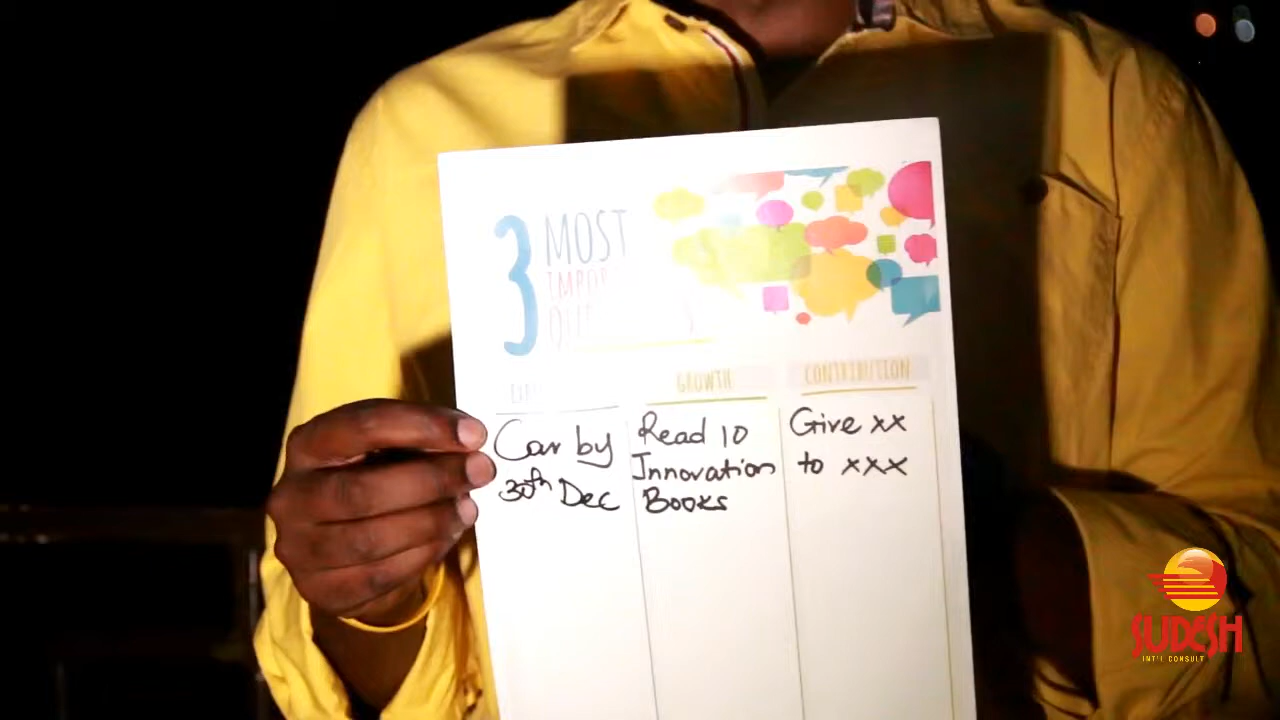 3 MOST
GROWTH
CONTRIBUTION
Car by
30th Dec
Read 10
Innovation
Books
Give xx
to xxx
SUDESH
INT'L CONSULT